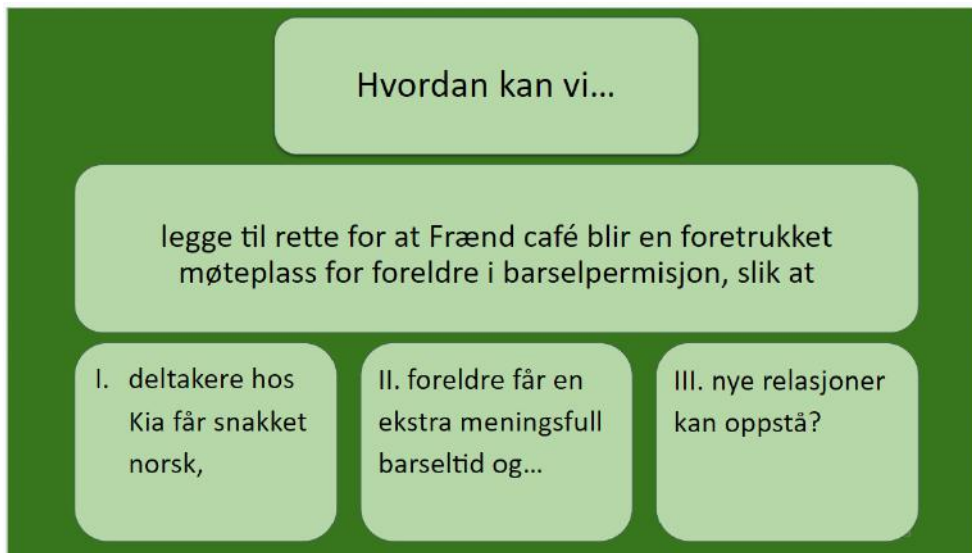 Hvordan kan vi...
legge til rette for at Frænd café blir en foretrukket
møteplass for foreldre i barselpermisjon, slik at
I. deltakere hos
Kia får snakket
norsk,
II. foreldre får en
ekstra meningsfull
barseltid og...
III. nye relasjoner
kan oppstå?